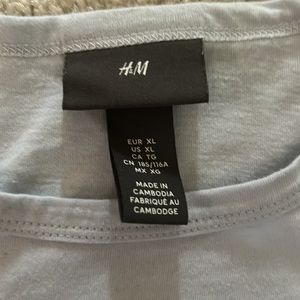 H&M
EUR XL
US XL
CA TG
CN 185/116A
MX XG
MADE IN
CAMBODIA
FABRIQUÉ AU
CAMBODGE